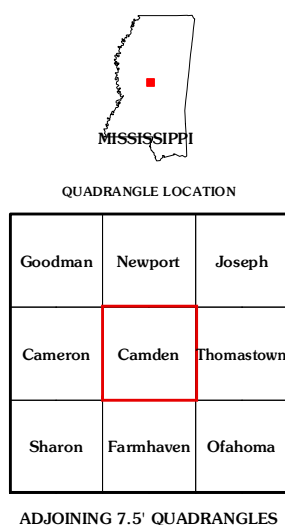 MISSISSIPPI
QUADRANGLE LOCATION
Goodman Newport Joseph
Cameron Camden Thomastown
Sharon Farmhaven Ofahoma
ADJOINING 7.5' QUADRANGLES